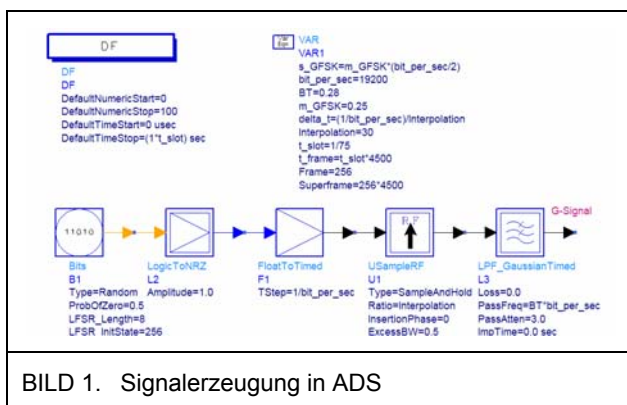 DF
DF
DF
DefaultNumericStart=0
DefaultNumericStop=100
DefaultTimeStart=0 usec
DefaultTimeStop=(1*t_slot) sec
Var
Eqn
VAR
VAR1
s_GFSK=m_GFSK*(bit_per_sec/2)
bit_per_sec=19200
BT=0.28
m_GFSK=0.25
delta_t=(1/bit_per_sec)/Interpolation
Interpolation=30
t_slot=1/75
t_frame=t_slot*4500
Frame=256
Superframe=256*4500
11010
Bits
B1
Type=Random
ProbOfZero=0.5
LFSR_Length=8
LFSR_InitState=256
LogicToNRZ
L2
Amplitude=1.0
FloatToTimed
F1
TStep=1/bit_per_sec
RF
USampleRF
U1
Type=SampleAndHold
Ratio=Interpolation
InsertionPhase=0
ExcessBW=0.5
G-Signal
LPF_GaussianTimed
L3
Loss=0.0
PassFreq=BT*bit_per_sec
PassAtten=3.0
ImpTime=0.0 sec
BILD 1. Signalerzeugung in ADS